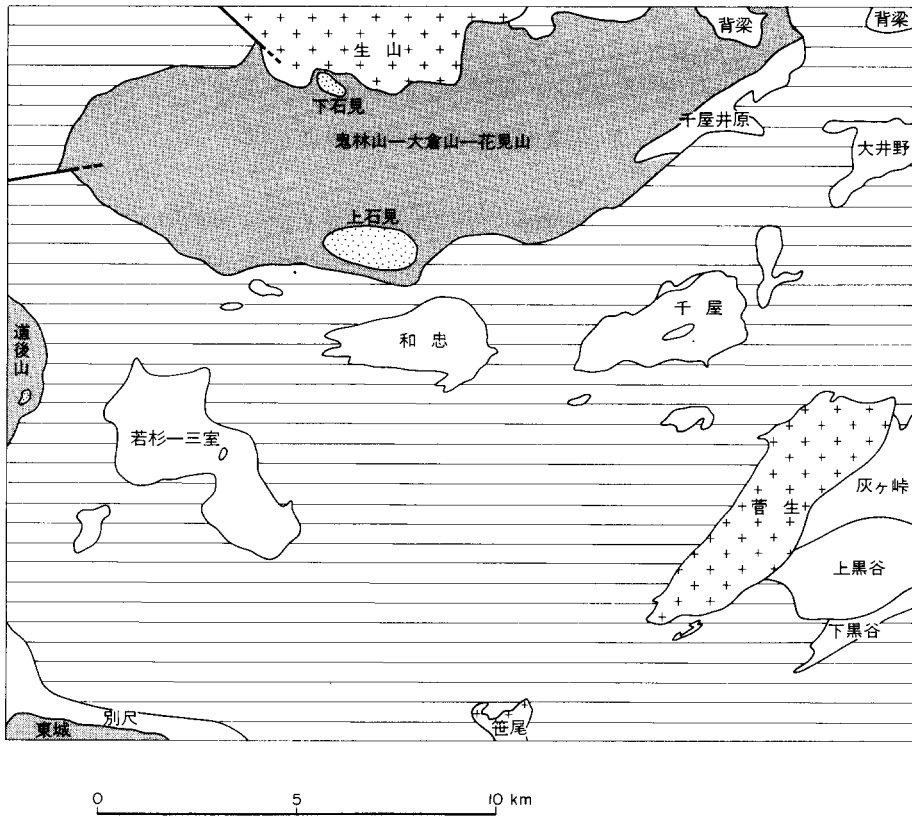 背梁
背梁
生山
下石見
鬼林山一大倉山一花見山
千屋井原
大井野
上石見
千屋
和忠
道後山
若杉一三室
菅生
灰ヶ峠
上黒谷
下黒谷
別尺
東城
笹尾
0 5 10 km